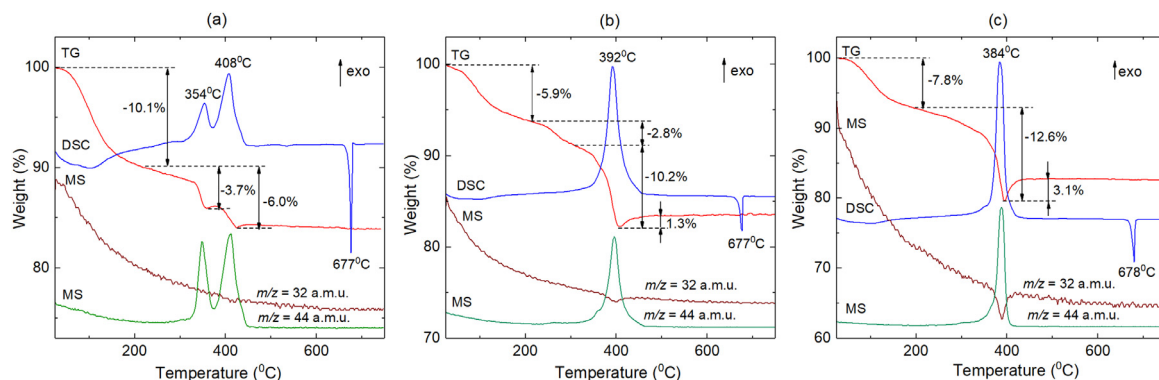 (a)
TG
100
408⁰C
exo
354⁰C
-10.1%
DSC
90
MS
-3.7%
-6.0%
Weight (%)
80
677⁰C
MS
m/z = 32 a.m.u.
m/z = 44 a.m.u.
200
400
600
Temperature (⁰C)
(b)
TG
100
392⁰C
exo
-5.9%
-2.8%
90
-10.2%
DSC
MS
Weight (%)
1.3%
80
677⁰C
MS
m/z = 32 a.m.u.
m/z = 44 a.m.u.
70
200
400
600
Temperature (⁰C)
(c)
TG
100
384⁰C
exo
-7.8%
95
MS
90
-12.6%
85
3.1%
Weight (%)
80
DSC
75
70
678⁰C
65
MS
m/z = 32 a.m.u.
m/z = 44 a.m.u.
60
200
400
600
Temperature (⁰C)